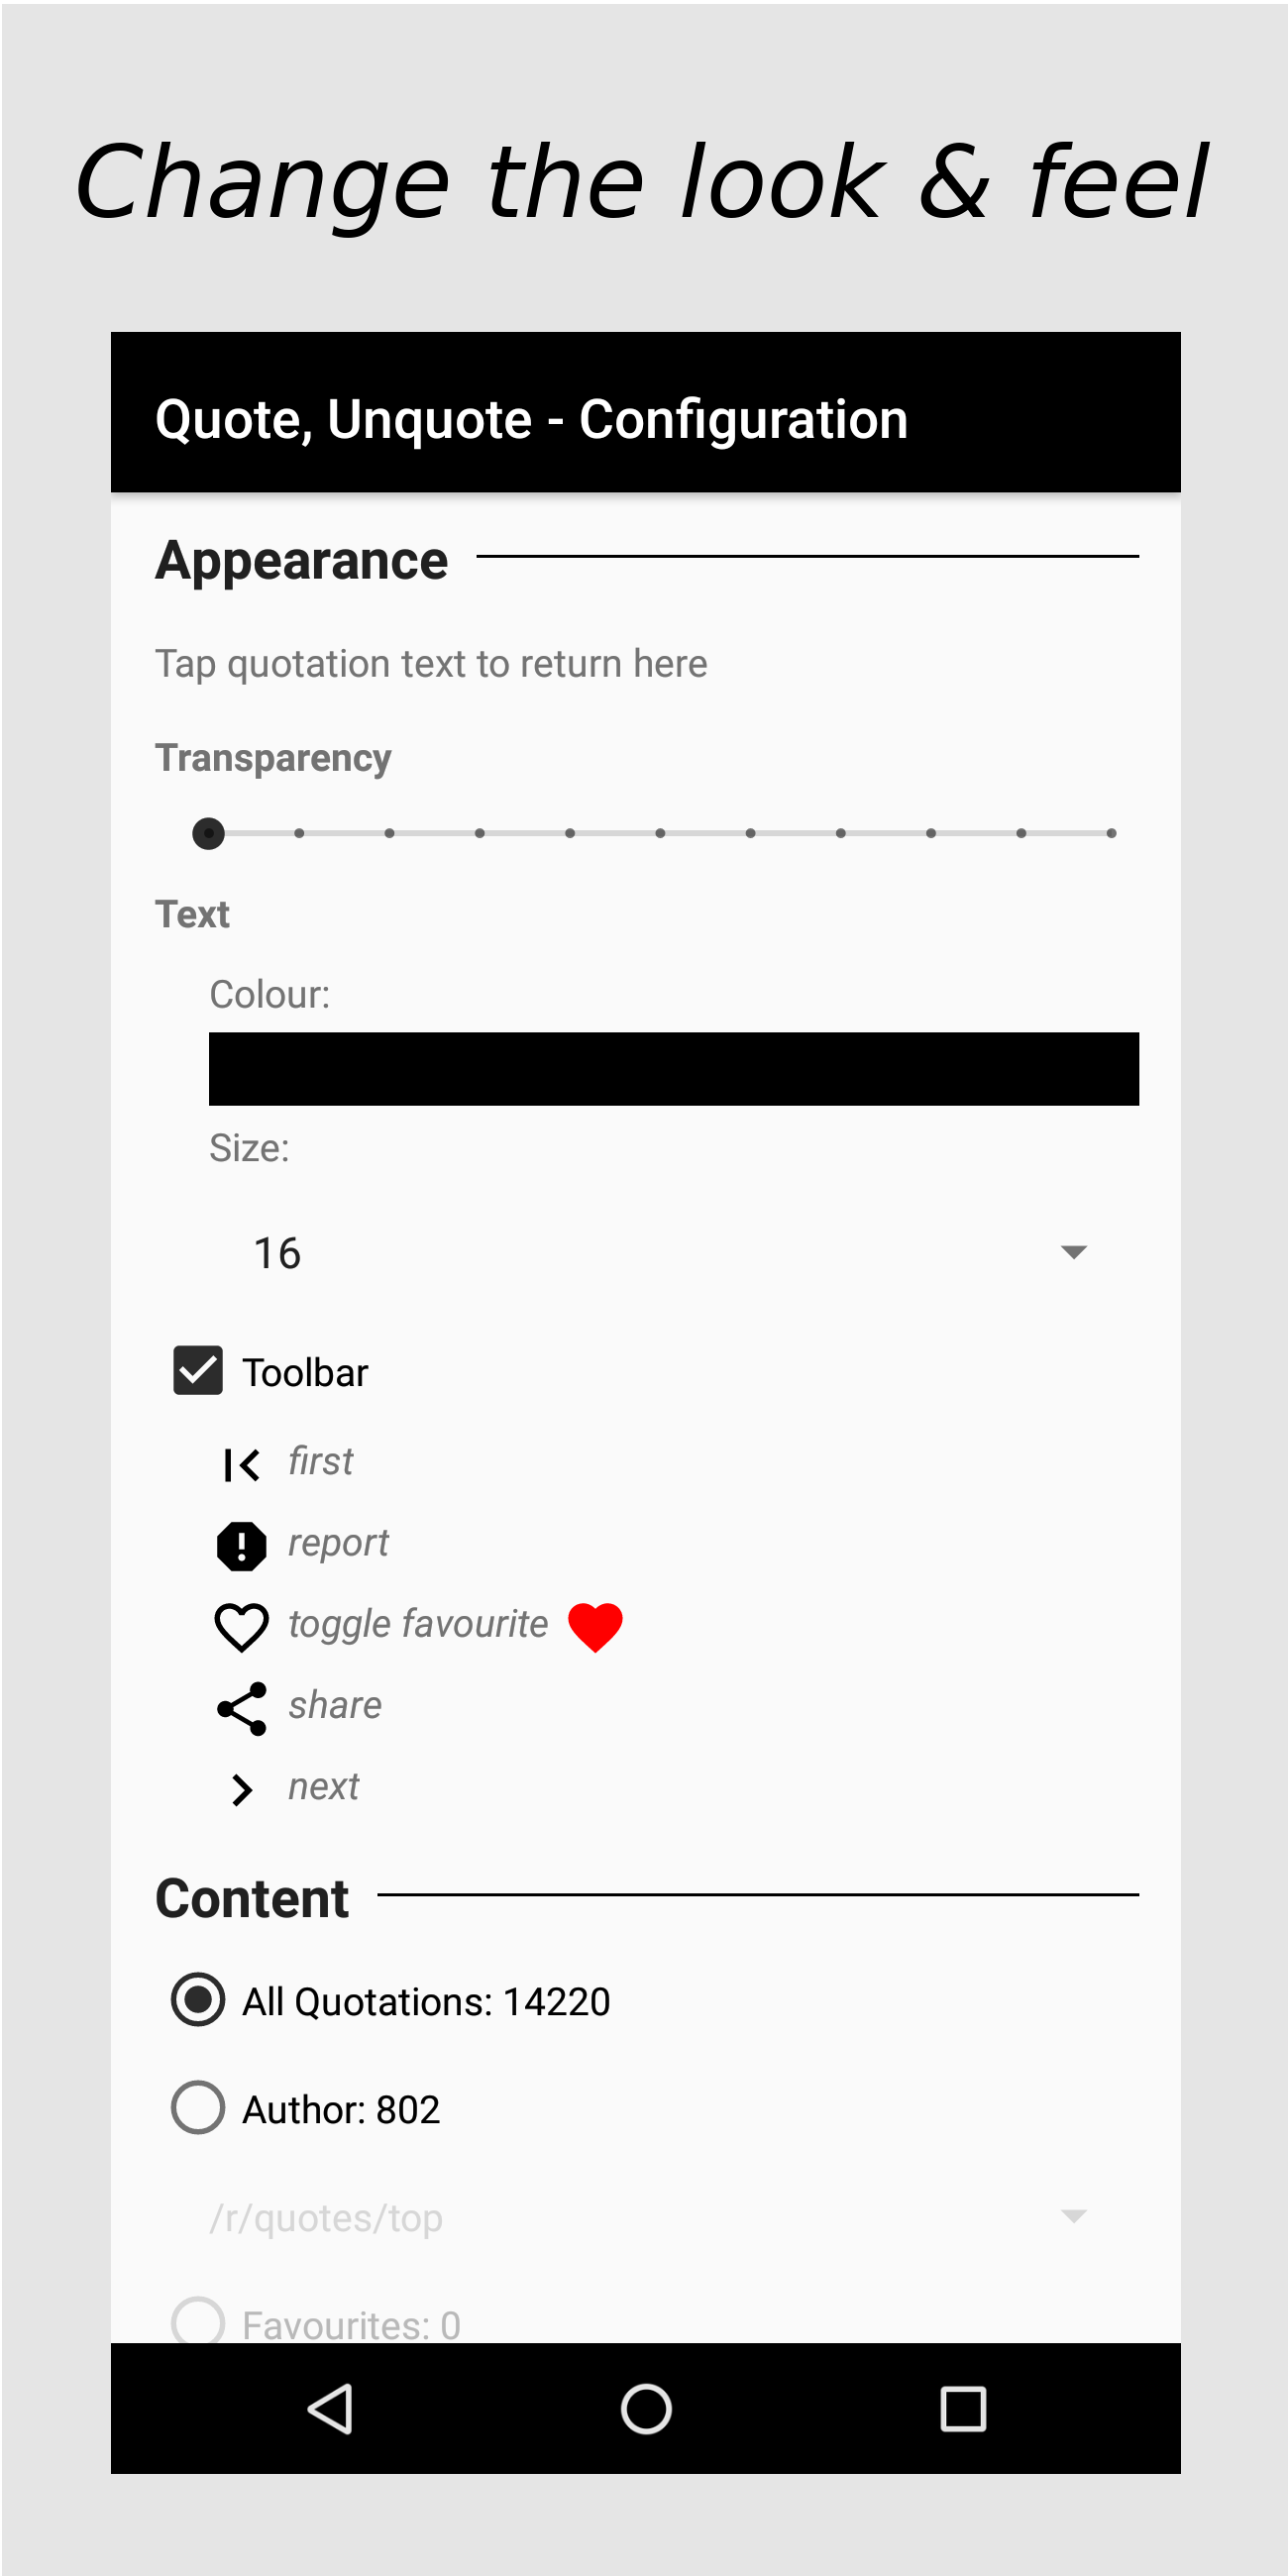 Change the look & feel
Quote, Unquote - Configuration
Appearance
Tap quotation text to return here
Transparency
Text
Colour:
Size:
16
Toolbar
first
report
toggle favourite
share
next
Content
All Quotations: 14220
Author: 802
/r/quotes/top
Favourites: 0